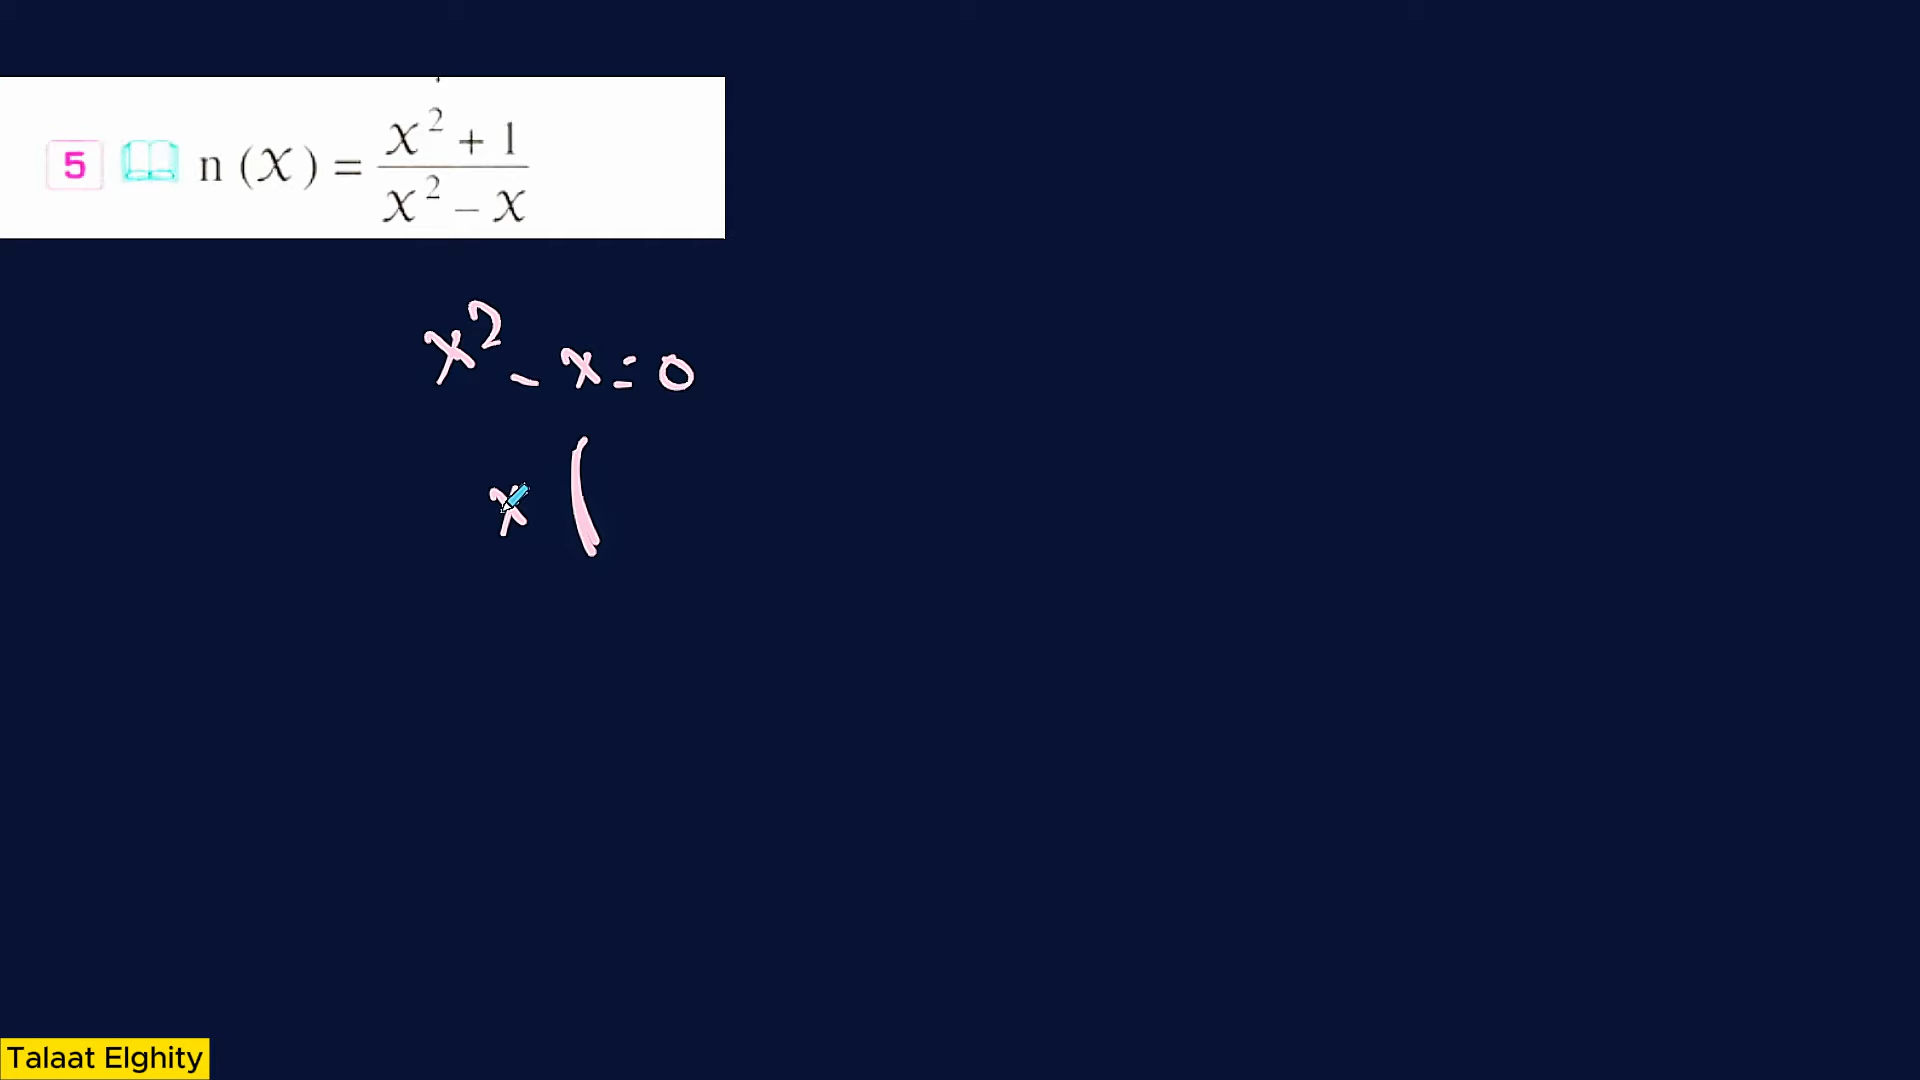 5 n (X) = X² + 1 / X² – X
x² - x = 0
x (
Talaat Elghity